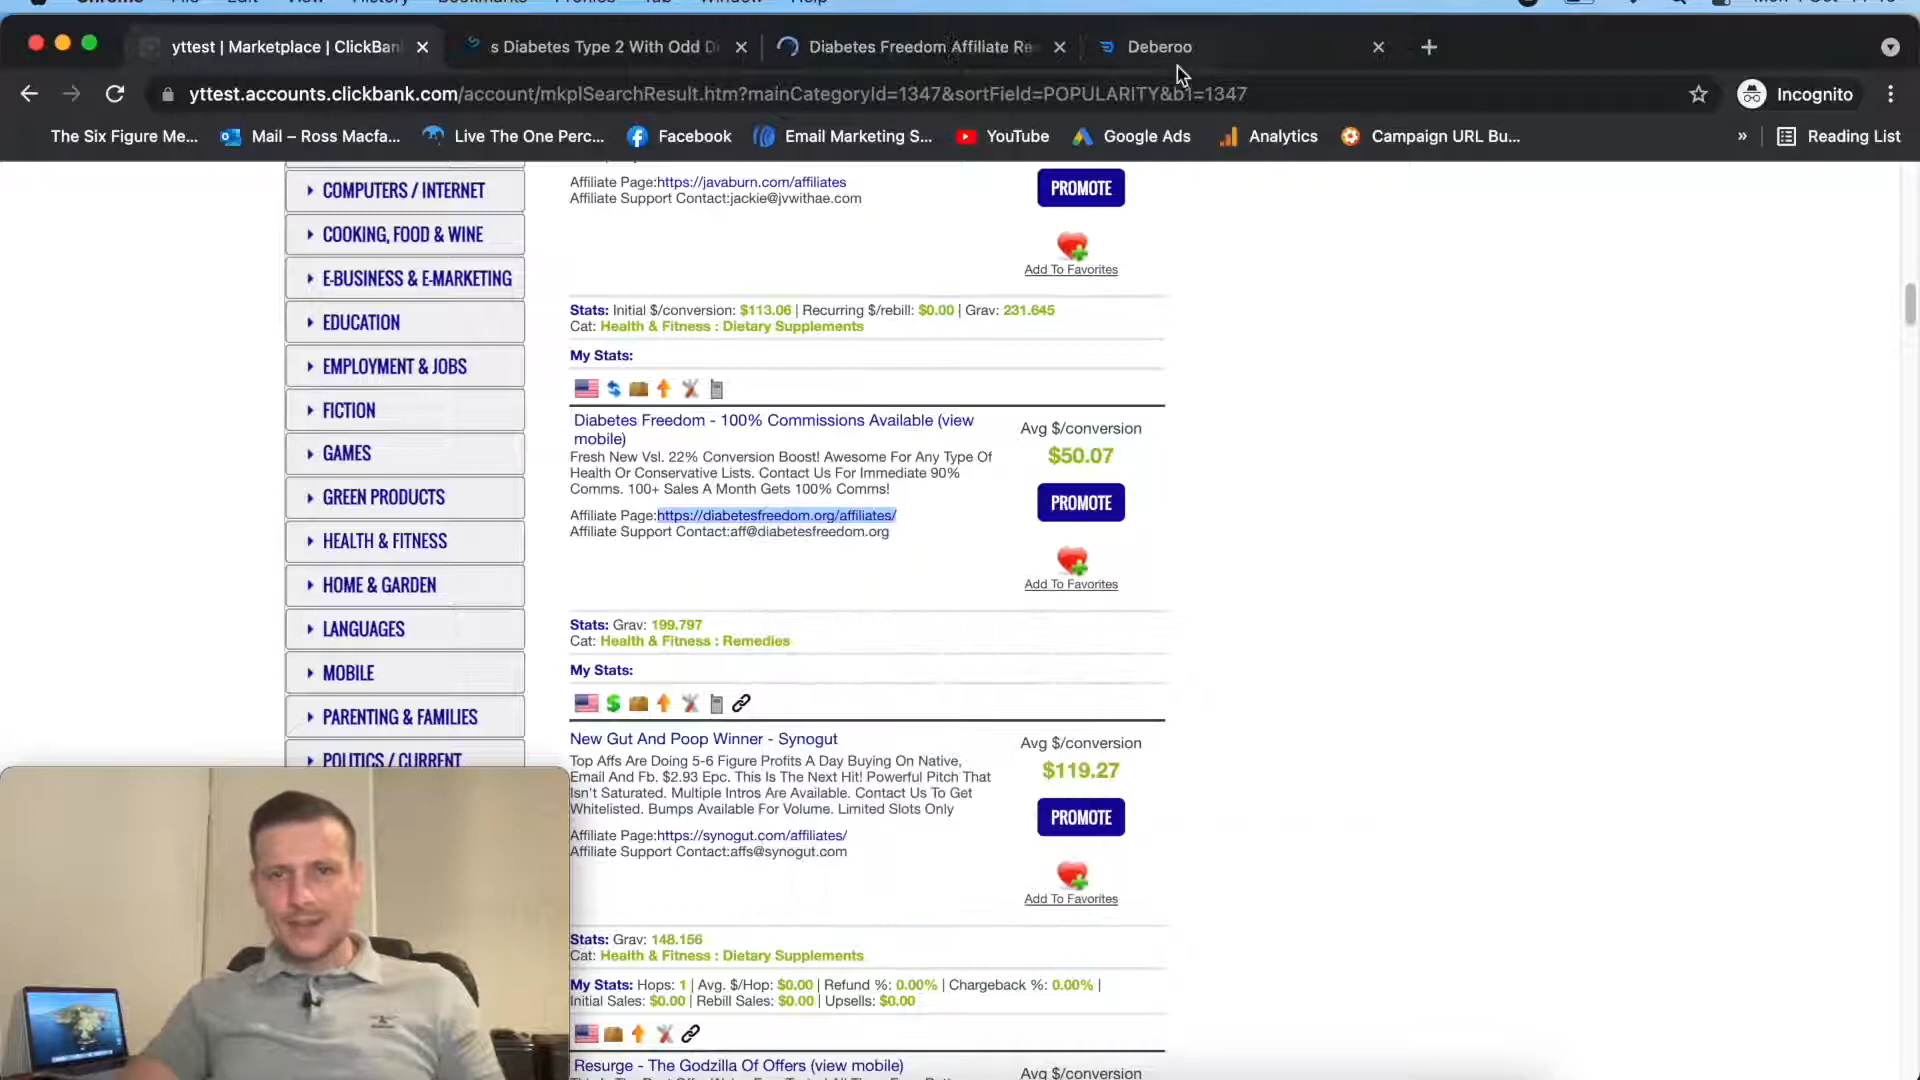 Chrome File Edit View History Bookmarks Profiles Tab Window Help
yttest | Marketplace | ClickBan
s Diabetes Type 2 With Odd Di
Diabetes Freedom Affiliate Re
Deberoo
yttest.accounts.clickbank.com/account/mkplSearchResult.htm?mainCategoryId=1347&sortField=POPULARITY&b1=1347
Incognito
The Six Figure Me...
Mail – Ross Macfa...
Live The One Perc...
Facebook
Email Marketing S...
YouTube
Google Ads
Analytics
Campaign URL Bu...
»
Reading List
COMPUTERS / INTERNET
COOKING, FOOD & WINE
E-BUSINESS & E-MARKETING
EDUCATION
EMPLOYMENT & JOBS
FICTION
GAMES
GREEN PRODUCTS
HEALTH & FITNESS
HOME & GARDEN
LANGUAGES
MOBILE
PARENTING & FAMILIES
POLITICS / CURRENT
Affiliate Page:https://javaburn.com/affiliates
Affiliate Support Contact:jackie@jvwithae.com
PROMOTE
Add To Favorites
Stats: Initial $/conversion: $113.06 | Recurring $/rebill: $0.00 | Grav: 231.645
Cat: Health & Fitness : Dietary Supplements
My Stats:
Diabetes Freedom - 100% Commissions Available (view
mobile)
Fresh New Vsl. 22% Conversion Boost! Awesome For Any Type Of
Health Or Conservative Lists. Contact Us For Immediate 90%
Comms. 100+ Sales A Month Gets 100% Comms!
Affiliate Page:https://diabetesfreedom.org/affiliates/
Affiliate Support Contact:aff@diabetesfreedom.org
Avg $/conversion
$50.07
PROMOTE
Add To Favorites
Stats: Grav: 199.797
Cat: Health & Fitness : Remedies
My Stats:
New Gut And Poop Winner - Synogut
Top Affs Are Doing 5-6 Figure Profits A Day Buying On Native,
Email And Fb. $2.93 Epc. This Is The Next Hit! Powerful Pitch That
Isn't Saturated. Multiple Intros Are Available. Contact Us To Get
Whitelisted. Bumps Available For Volume. Limited Slots Only
Affiliate Page:https://synogut.com/affiliates/
Affiliate Support Contact:affs@synogut.com
Avg $/conversion
$119.27
PROMOTE
Add To Favorites
Stats: Grav: 148.156
Cat: Health & Fitness : Dietary Supplements
My Stats: Hops: 1 | Avg. $/Hop: $0.00 | Refund %: 0.00% | Chargeback %: 0.00% |
Initial Sales: $0.00 | Rebill Sales: $0.00 | Upsells: $0.00
Resurge - The Godzilla Of Offers (view mobile)
Avg $/conversion